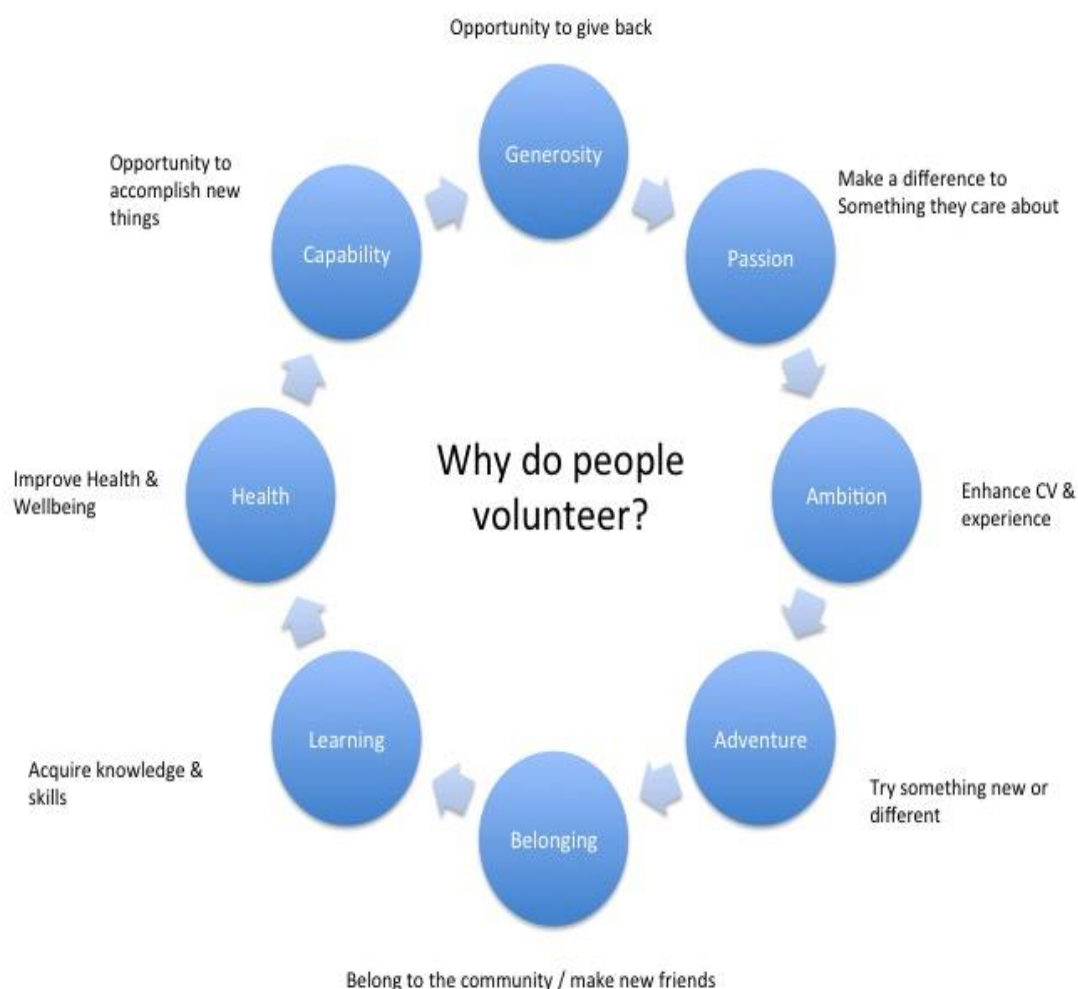 Opportunity to give back
Generosity
Make a difference to
Something they care about
Passion
Enhance CV &
experience
Ambition
Try something new or
different
Adventure
Belong to the community / make new friends
Belonging
Acquire knowledge &
skills
Learning
Improve Health &
Wellbeing
Health
Opportunity to
accomplish new
things
Capability
Why do people
volunteer?